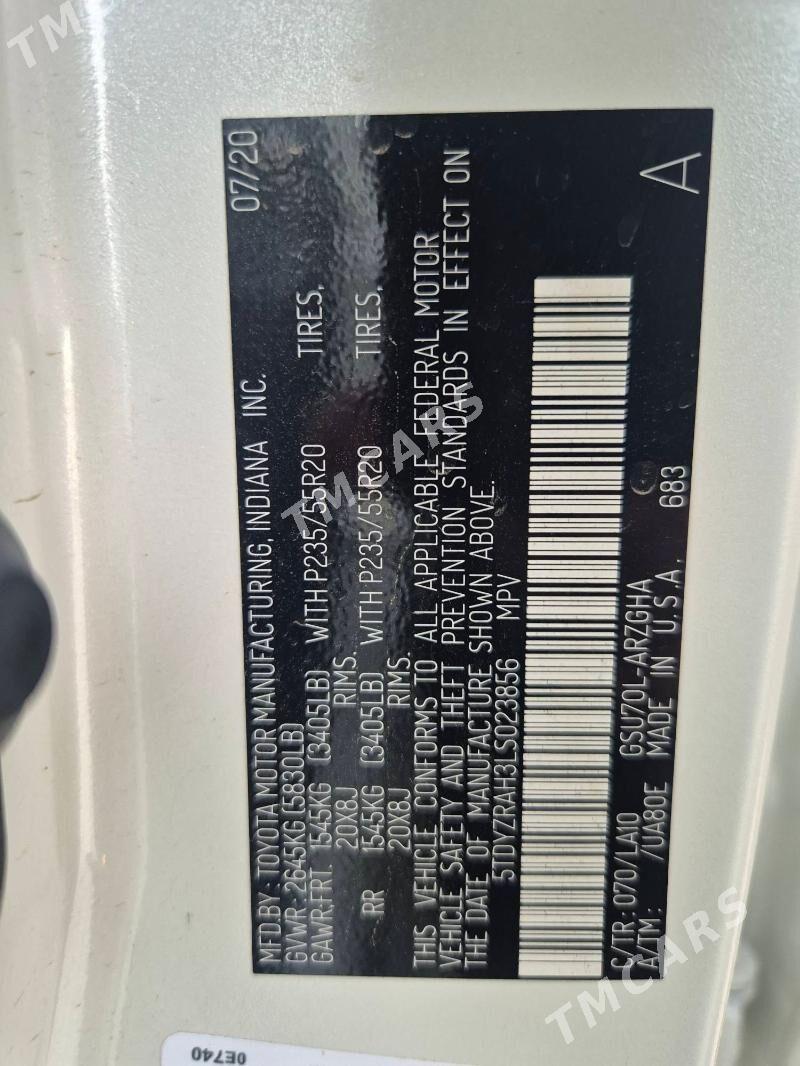 MFD.BY: TOYOTA MOTOR MANUFACTURING, INDIANA INC. 07/20
GVWR: 2645KG (5830LB)
GAWR:FRT 1545KG (3405LB) WITH P235/55R20 TIRES,
20X8J RIMS.
RR 1545KG (3405LB) WITH P235/55R20 TIRES,
20X8J RIMS.
THIS VEHICLE CONFORMS TO ALL APPLICABLE FEDERAL MOTOR
VEHICLE SAFETY AND THEFT PREVENTION STANDARDS IN EFFECT ON
THE DATE OF MANUFACTURE SHOWN ABOVE.
5TDYZRAH3LS023856 MPV
C/TR: 070/LA10 GSU70L-ARZGHA 683 A
A/TM: /UA80E MADE IN U.S.A.
0E740
TMCARS
TMCARS
TMCARS